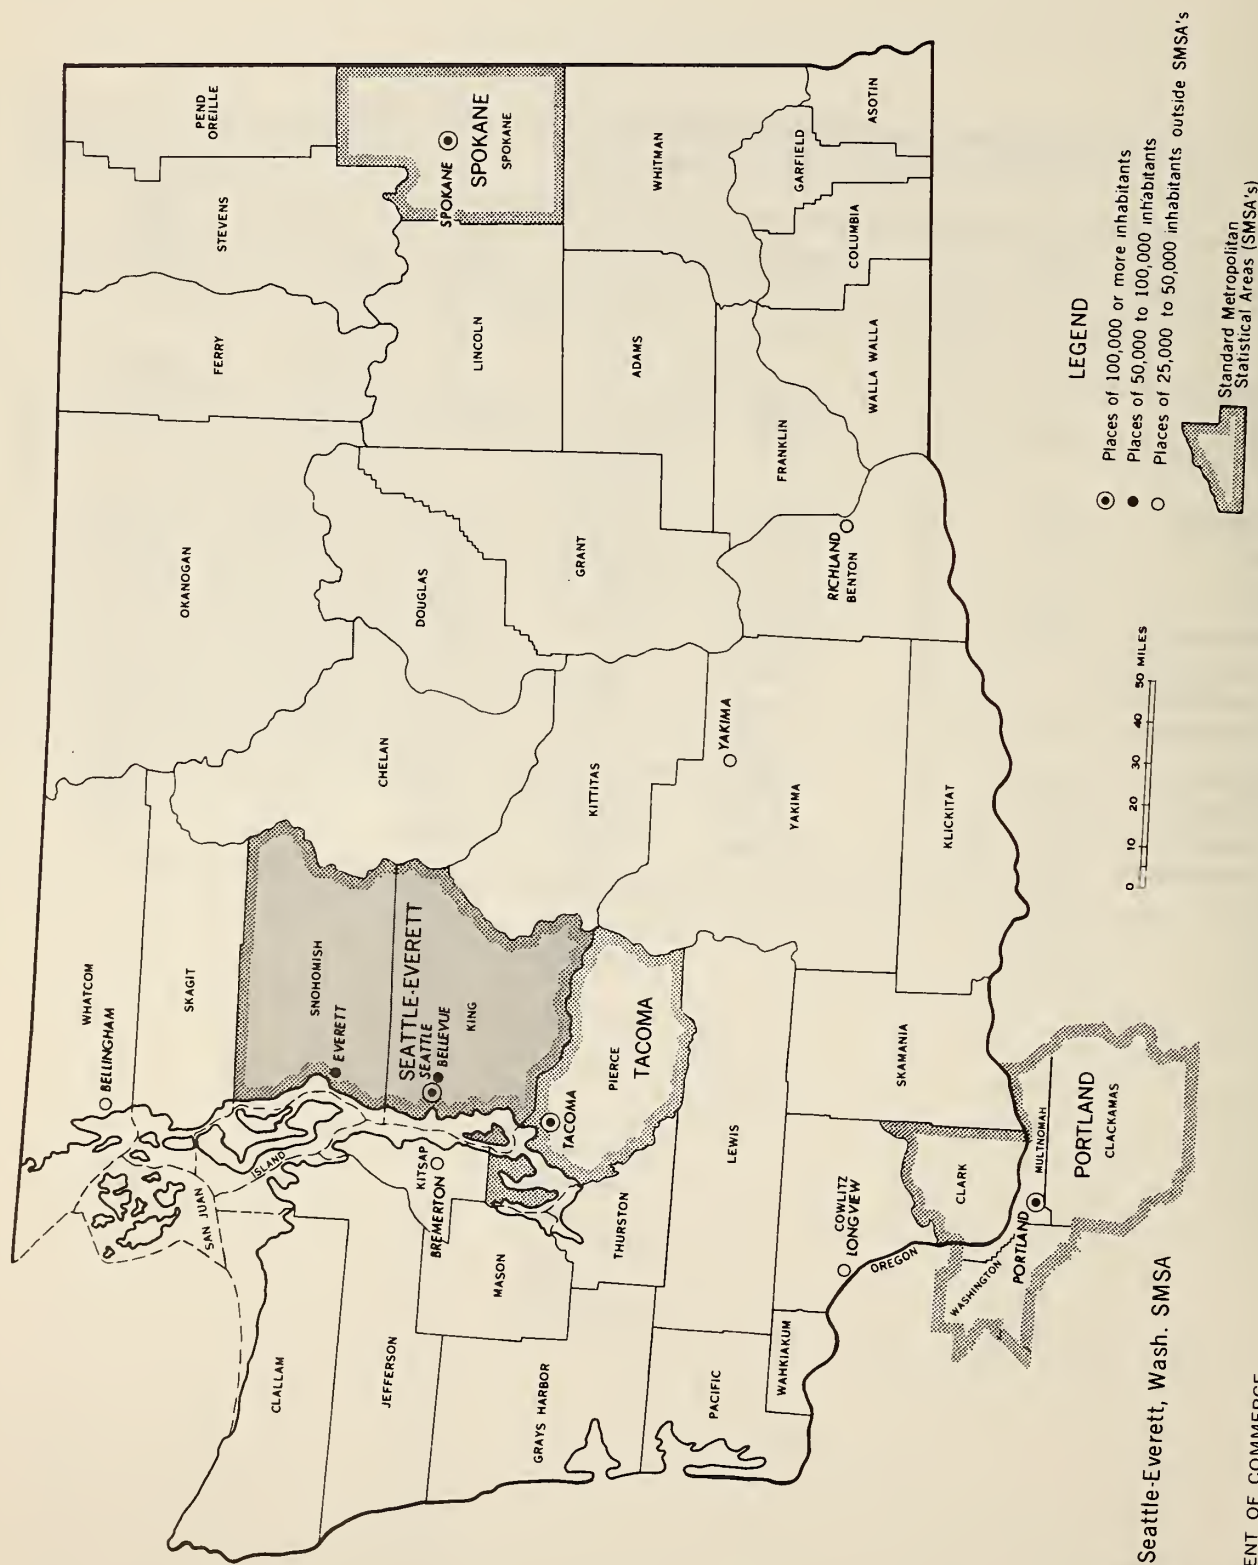 WHATCOM
BELLINGHAM
SAN JUAN
SKAGIT
ISLAND
OKANOGAN
FERRY
STEVENS
PEND
OREILLE
CLALLAM
JEFFERSON
SNOHOMISH
EVERETT
CHELAN
DOUGLAS
KITSAP
BREMERTON
SEATTLE-EVERETT
SEATTLE
BELLEVUE
KING
LINCOLN
SPOKANE
SPOKANE
SPOKANE
GRAYS HARBOR
MASON
GRANT
KITTITAS
ADAMS
WHITMAN
TACOMA
PIERCE
TACOMA
THURSTON
PACIFIC
LEWIS
YAKIMA
YAKIMA
FRANKLIN
GARFIELD
WAHKIAKUM
COWLITZ
LONGVIEW
RICHLAND
BENTON
WALLA WALLA
COLUMBIA
ASOTIN
OREGON
SKAMANIA
KLICKITAT
CLARK
WASHINGTON
PORTLAND
MULTNOMAH
PORTLAND
CLACKAMAS
LEGEND
Places of 100,000 or more inhabitants
Places of 50,000 to 100,000 inhabitants
Places of 25,000 to 50,000 inhabitants outside SMSA's
Standard Metropolitan
Statistical Areas (SMSA's)
0 10 20 30 40 50 MILES
Seattle-Everett, Wash. SMSA
ENT OF COMMERCE